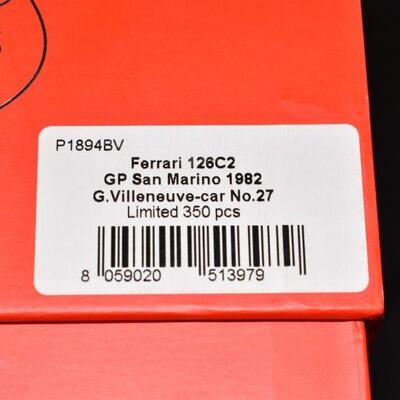 P1894BV
Ferrari 126C2
GP San Marino 1982
G.Villeneuve-car No.27
Limited 350 pcs
8 059020 513979